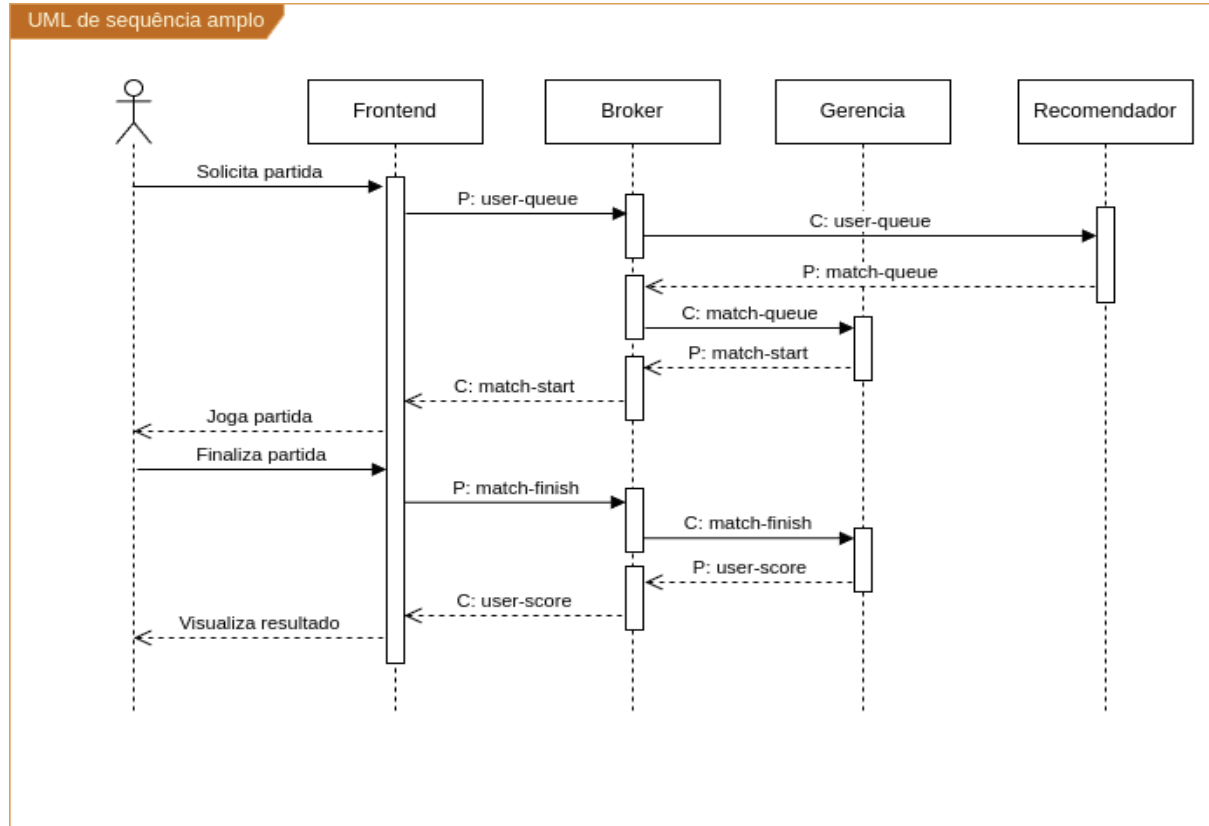 UML de sequência amplo
Frontend
Broker
Gerencia
Recomendador
Solicita partida
P: user-queue
C: user-queue
P: match-queue
C: match-queue
P: match-start
C: match-start
Joga partida
Finaliza partida
P: match-finish
C: match-finish
P: user-score
C: user-score
Visualiza resultado